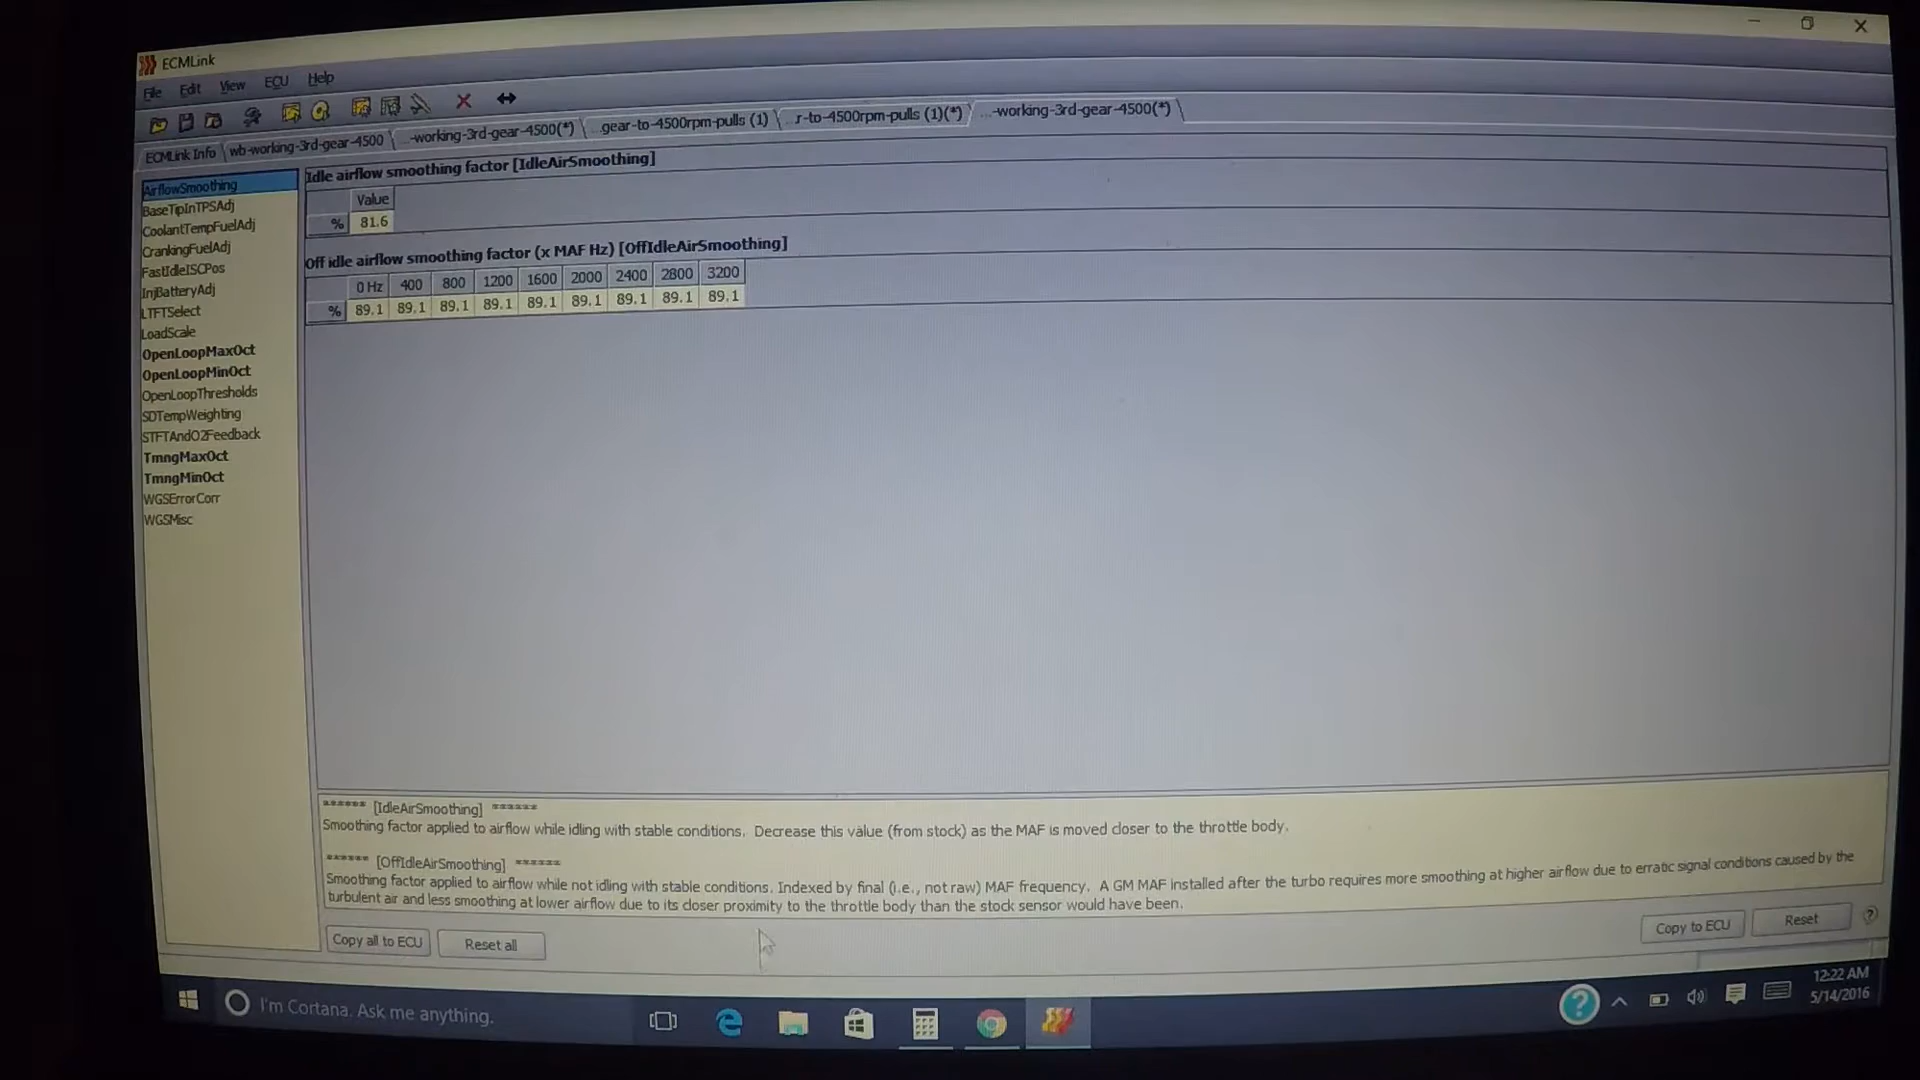 ECMLink
File Edit View ECU Help
ECMLink Info wb-working-3rd-gear-4500 ...-working-3rd-gear-4500(*) ...gear-to-4500rpm-pulls (1) ...r-to-4500rpm-pulls (1)(*) ...-working-3rd-gear-4500(*)
AirflowSmoothing
BaseTipInTPSAdj
CoolantTempFuelAdj
CrankingFuelAdj
FastIdleISCPos
InjBatteryAdj
LTFTSelect
LoadScale
OpenLoopMaxOct
OpenLoopMinOct
OpenLoopThresholds
SDTempWeighting
STFTAndO2Feedback
TmngMaxOct
TmngMinOct
WGSErrorCorr
WGSMisc
Idle airflow smoothing factor [IdleAirSmoothing]
Value
% 81.6
Off idle airflow smoothing factor (x MAF Hz) [OffIdleAirSmoothing]
0 Hz 400 800 1200 1600 2000 2400 2800 3200
% 89.1 89.1 89.1 89.1 89.1 89.1 89.1 89.1 89.1
****** [IdleAirSmoothing] ******
Smoothing factor applied to airflow while idling with stable conditions. Decrease this value (from stock) as the MAF is moved closer to the throttle body.
****** [OffIdleAirSmoothing] ******
Smoothing factor applied to airflow while not idling with stable conditions. Indexed by final (i.e., not raw) MAF frequency. A GM MAF installed after the turbo requires more smoothing at higher airflow due to erratic signal conditions caused by the
turbulent air and less smoothing at lower airflow due to its closer proximity to the throttle body than the stock sensor would have been.
Copy all to ECU Reset all Copy to ECU Reset ?
I'm Cortana. Ask me anything.
?
12:22 AM
5/14/2016